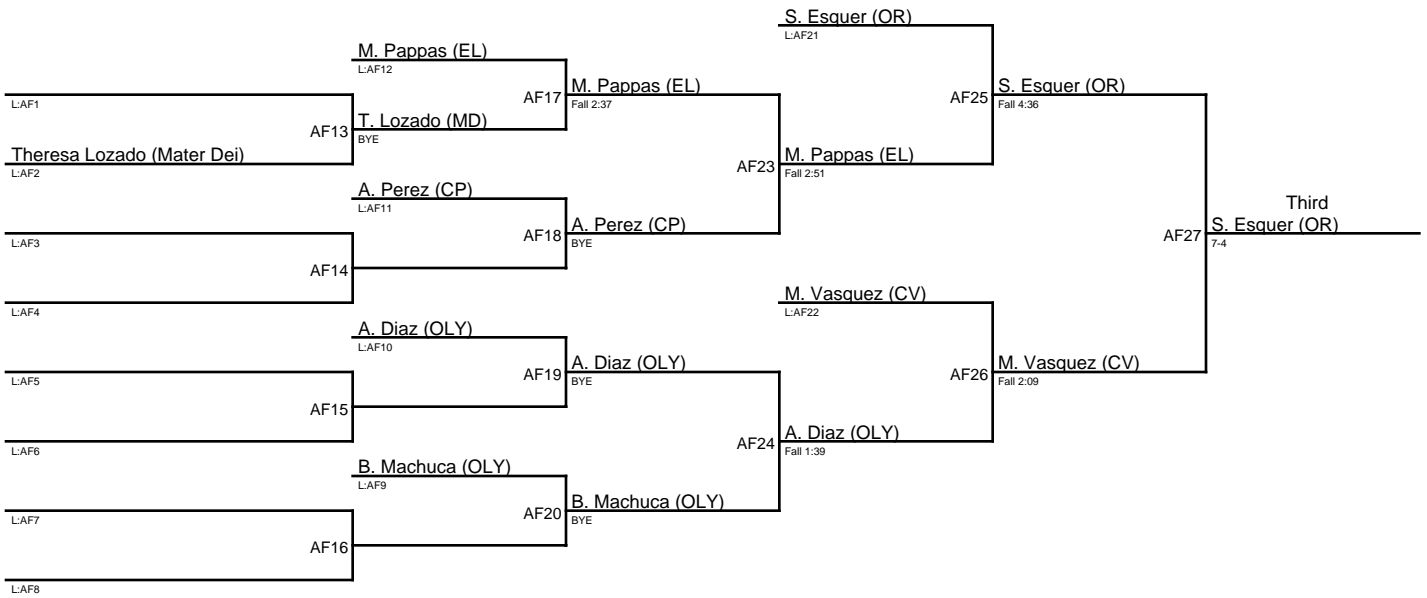 S. Esquer (OR)
L:AF21
M. Pappas (EL)
L:AF12
AF17
M. Pappas (EL)
Fall 2:37
AF25
S. Esquer (OR)
Fall 4:36
L:AF1
AF13
T. Lozado (MD)
BYE
Theresa Lozado (Mater Dei)
L:AF2
AF23
M. Pappas (EL)
Fall 2:51
A. Perez (CP)
L:AF11
Third
L:AF3
AF18
A. Perez (CP)
BYE
AF27
S. Esquer (OR)
7-4
AF14
L:AF4
M. Vasquez (CV)
L:AF22
A. Diaz (OLY)
L:AF10
L:AF5
AF19
A. Diaz (OLY)
BYE
AF26
M. Vasquez (CV)
Fall 2:09
AF15
L:AF6
AF24
A. Diaz (OLY)
Fall 1:39
B. Machuca (OLY)
L:AF9
L:AF7
AF20
B. Machuca (OLY)
BYE
AF16
L:AF8